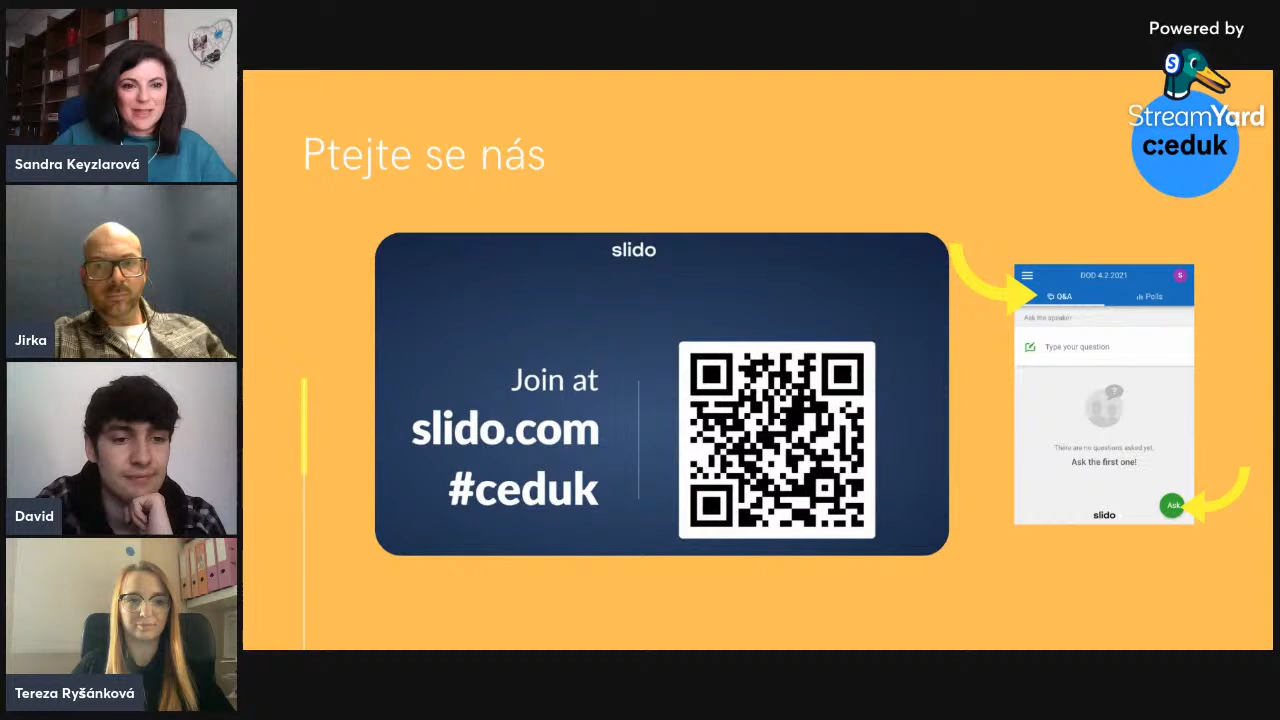 Sandra Keyzlarová
Jirka
David
Tereza Ryšánková
Powered by
S
StreamYard
c:eduk
Ptejte se nás
slido
Join at
slido.com
#ceduk
DOD 4.2.2021
S
Q&A
Polls
Ask the speaker
Type your question
?
There are no questions asked yet.
Ask the first one!
Ask
slido